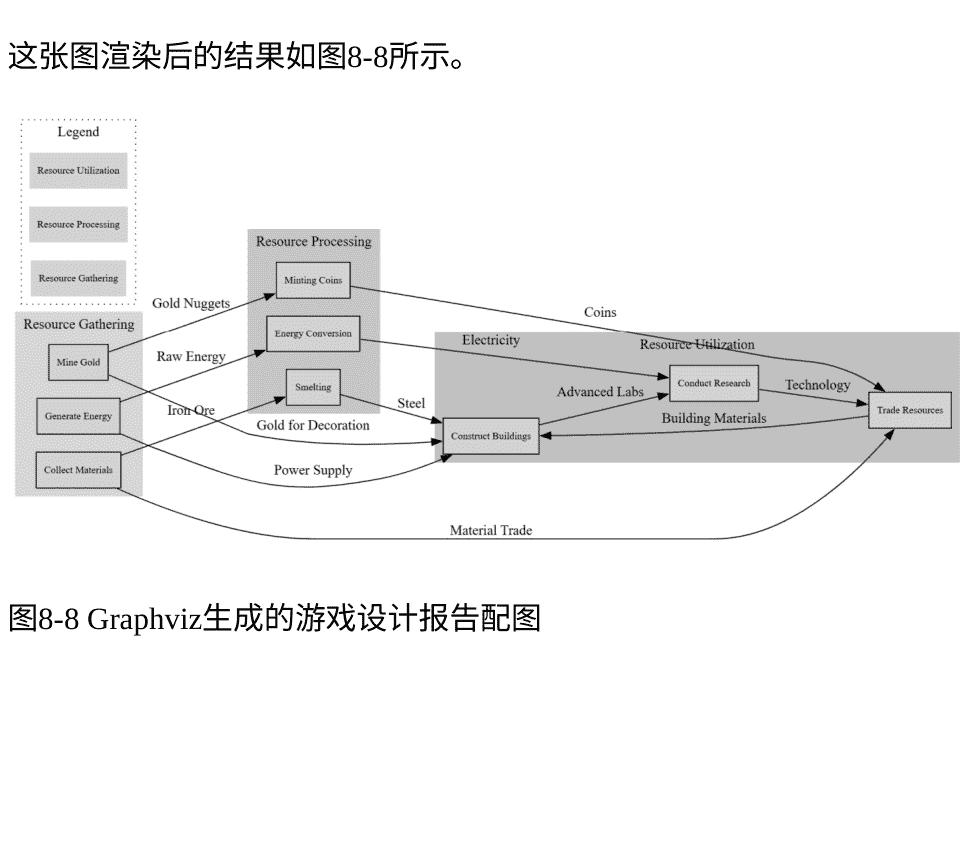 这张图渲染后的结果如图8-8所示。
Legend
Resource Utilization
Resource Processing
Resource Gathering
Resource Gathering
Mine Gold
Generate Energy
Collect Materials
Gold Nuggets
Raw Energy
Iron Ore
Resource Processing
Minting Coins
Energy Conversion
Smelting
Gold for Decoration
Power Supply
Steel
Coins
Electricity
Resource Utilization
Conduct Research
Advanced Labs
Technology
Building Materials
Construct Buildings
Trade Resources
Material Trade
图8-8 Graphviz生成的游戏设计报告配图